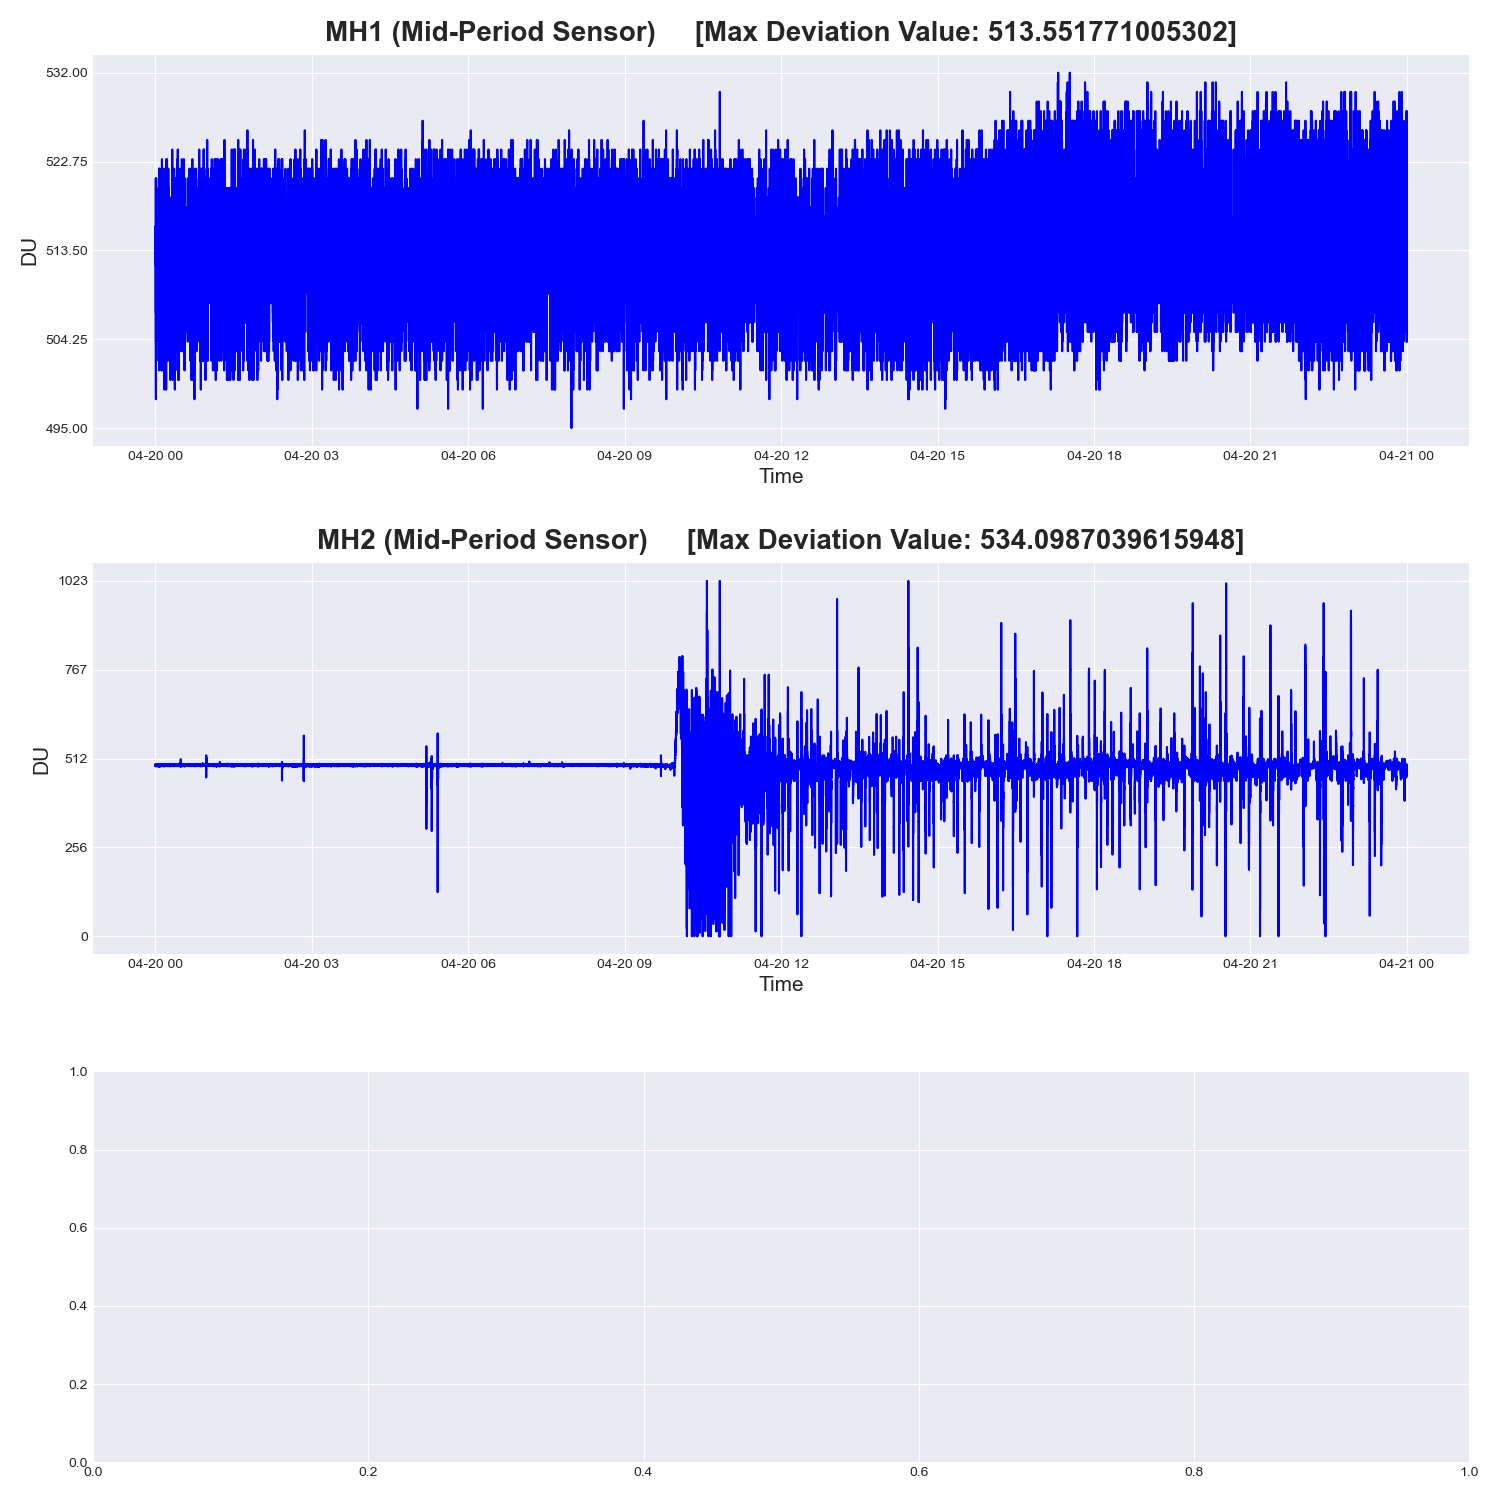 MH1 (Mid-Period Sensor) [Max Deviation Value: 513.551771005302]
532.00
522.75
513.50
504.25
495.00
DU
04-20 00 04-20 03 04-20 06 04-20 09 04-20 12 04-20 15 04-20 18 04-20 21 04-21 00
Time
MH2 (Mid-Period Sensor) [Max Deviation Value: 534.0987039615948]
1023
767
512
256
0
DU
04-20 00 04-20 03 04-20 06 04-20 09 04-20 12 04-20 15 04-20 18 04-20 21 04-21 00
Time
1.0
0.8
0.6
0.4
0.2
0.0
0.0 0.2 0.4 0.6 0.8 1.0